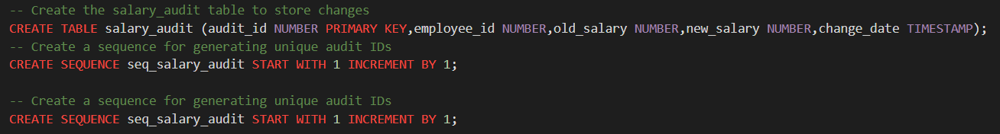 -- Create the salary_audit table to store changes
CREATE TABLE salary_audit (audit_id NUMBER PRIMARY KEY,employee_id NUMBER,old_salary NUMBER,new_salary NUMBER,change_date TIMESTAMP);
-- Create a sequence for generating unique audit IDs
CREATE SEQUENCE seq_salary_audit START WITH 1 INCREMENT BY 1;
-- Create a sequence for generating unique audit IDs
CREATE SEQUENCE seq_salary_audit START WITH 1 INCREMENT BY 1;